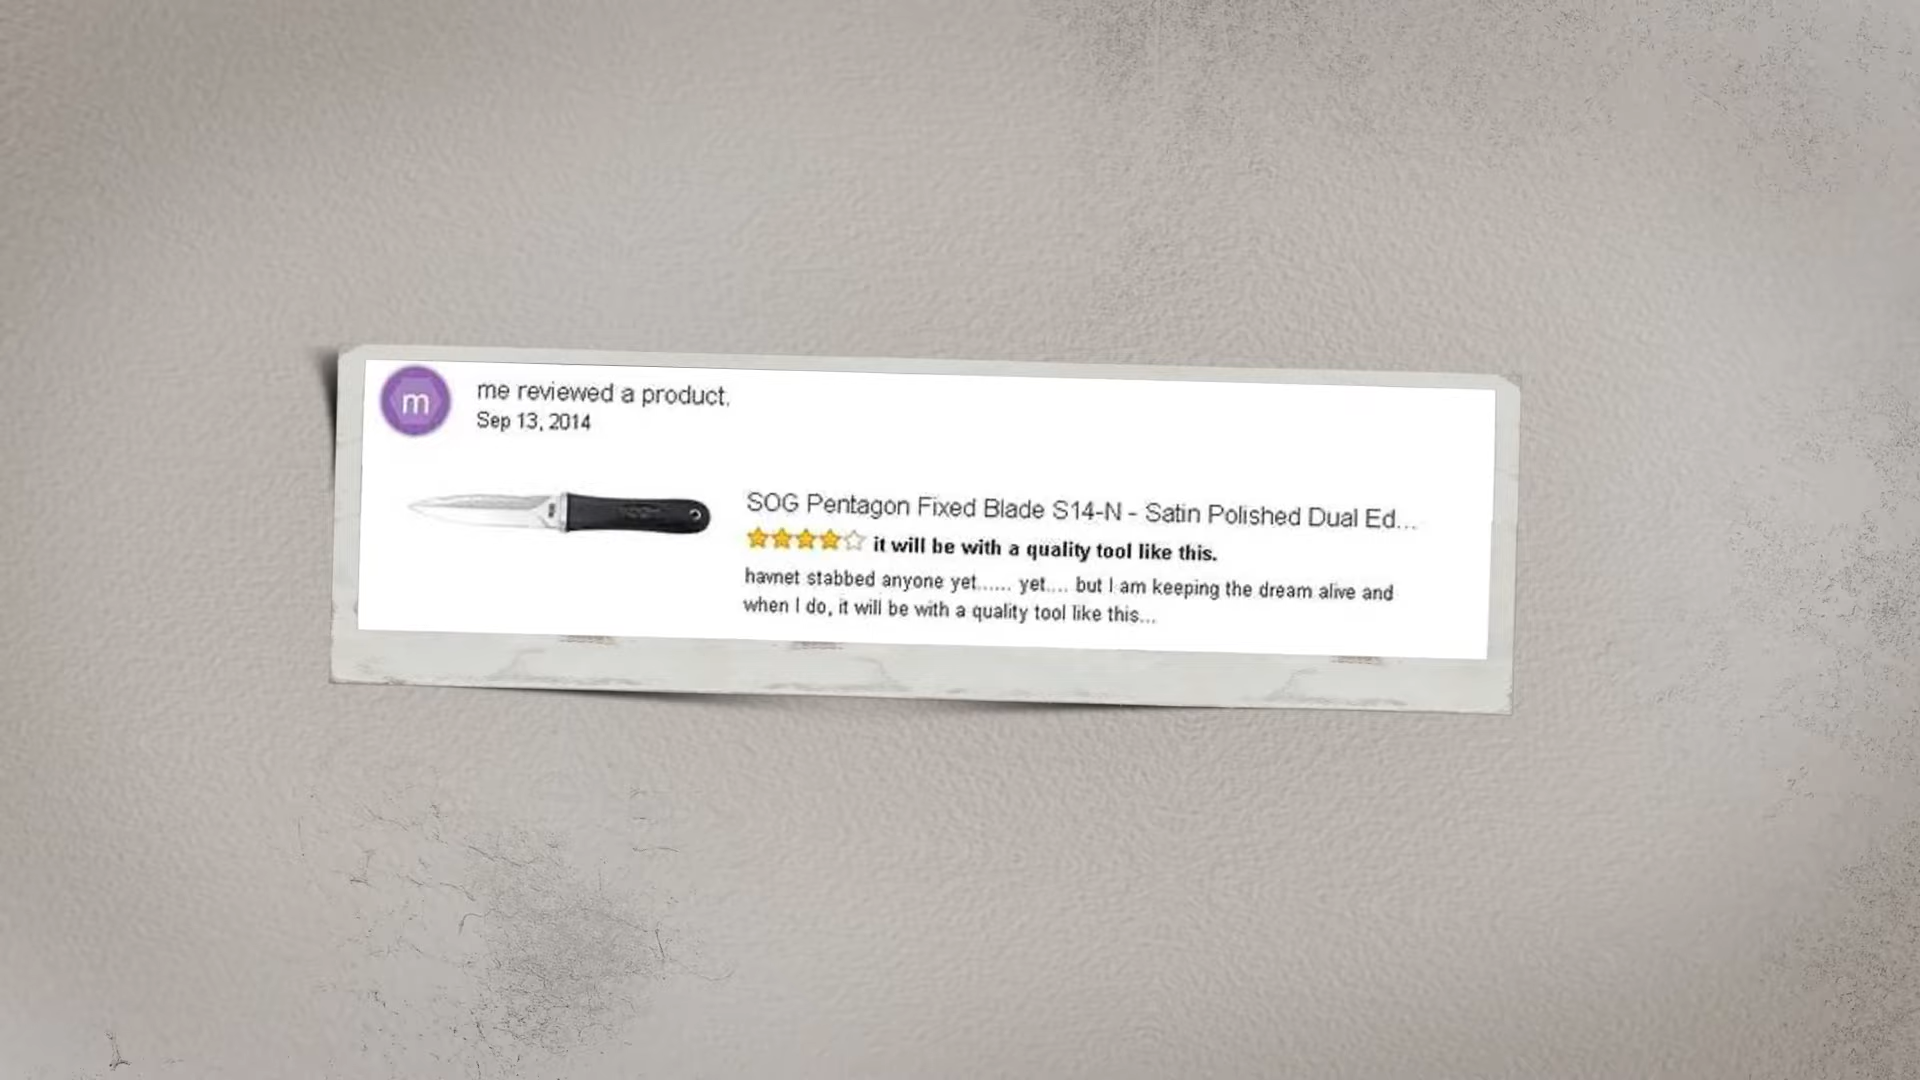 m
me reviewed a product.
Sep 13, 2014
SOG Pentagon Fixed Blade S14-N - Satin Polished Dual Ed...
it will be with a quality tool like this.
havnet stabbed anyone yet...... yet.... but I am keeping the dream alive and
when I do, it will be with a quality tool like this...